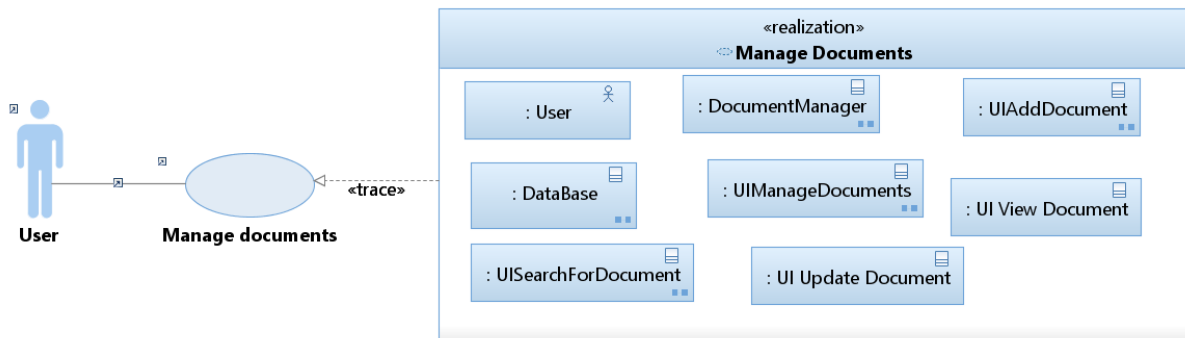 «realization»
Manage Documents
: User
: DocumentManager
: UIAddDocument
: DataBase
: UIManageDocuments
: UI View Document
: UISearchForDocument
: UI Update Document
«trace»
User
Manage documents